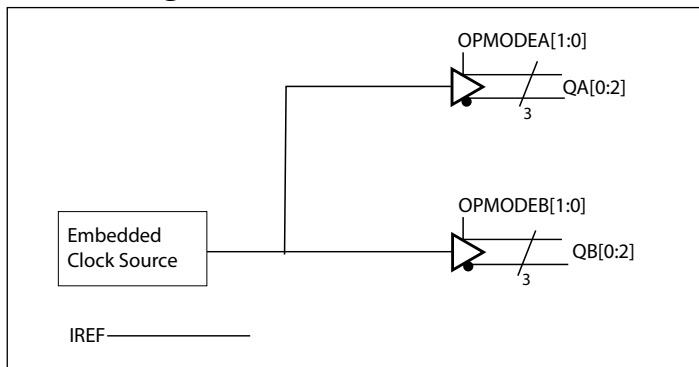 OPMODEA[1:0]
QA[0:2]
3
OPMODEB[1:0]
Embedded
Clock Source
QB[0:2]
3
IREF